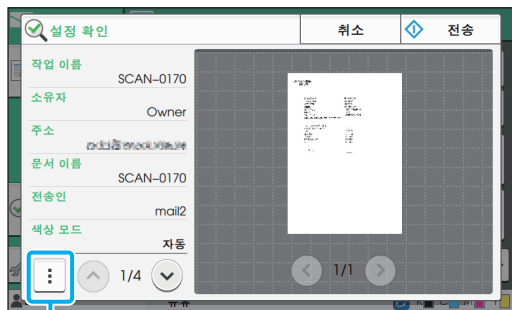 설정 확인
취소
전송
작업 이름
SCAN-0170
소유자
Owner
주소
문서 이름
SCAN-0170
전송인
mail2
색상 모드
자동
1/4
1/1
K C M Y